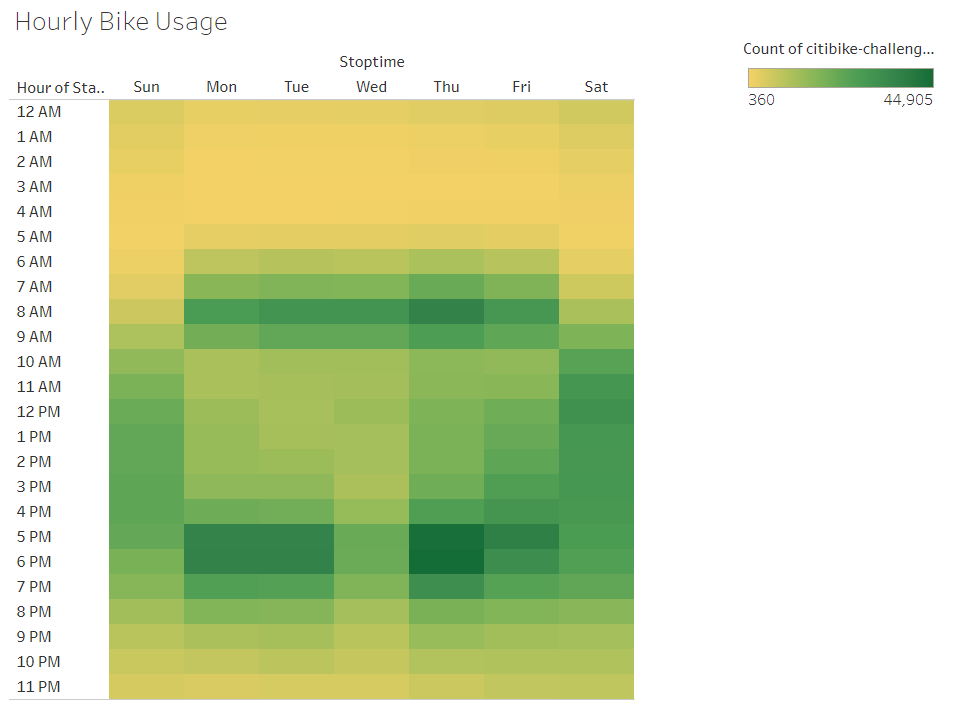 Hourly Bike Usage
Count of citibike-challeng...
360 44,905
Stoptime
Hour of Sta.. Sun Mon Tue Wed Thu Fri Sat
12 AM
1 AM
2 AM
3 AM
4 AM
5 AM
6 AM
7 AM
8 AM
9 AM
10 AM
11 AM
12 PM
1 PM
2 PM
3 PM
4 PM
5 PM
6 PM
7 PM
8 PM
9 PM
10 PM
11 PM